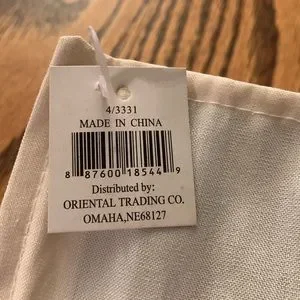 4/3331
MADE IN CHINA
8 87600 18544 9
Distributed by:
ORIENTAL TRADING CO.
OMAHA,NE68127